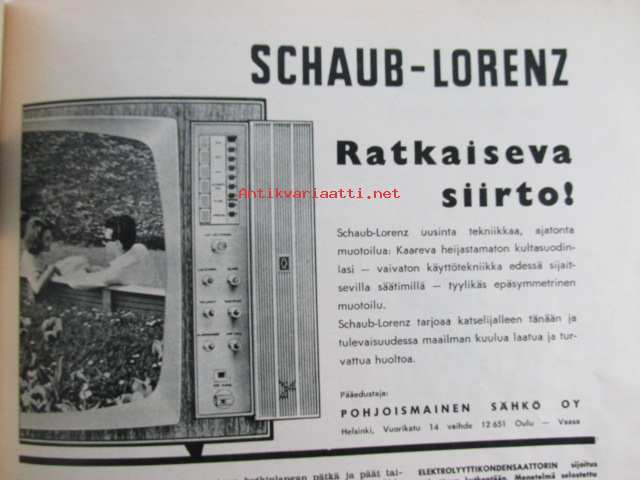 SCHAUB-LORENZ
Ratkaiseva
siirto!
Antikvariaatti.net
Schaub-Lorenz uusinta tekniikkaa, ajatonta
muotoilua: Kaareva heijastamaton kultasuodin-
lasi — vaivaton käyttötekniikka edessä sijait-
sevilla säätimillä — tyylikäs epäsymmetrinen
muotoilu.
Schaub-Lorenz tarjoaa katselijalleen tänään ja
tulevaisuudessa maailman kuulua laatua ja tur-
vattua huoltoa.
Pääedustaja:
POHJOISMAINEN SÄHKÖ OY
Helsinki, Vuorikatu 14 vaihde 12 651 Oulu — Vaasa
pätkä ja päät tai-
ELEKTROLYYTTIKONDENSAATTORIN sijoitus